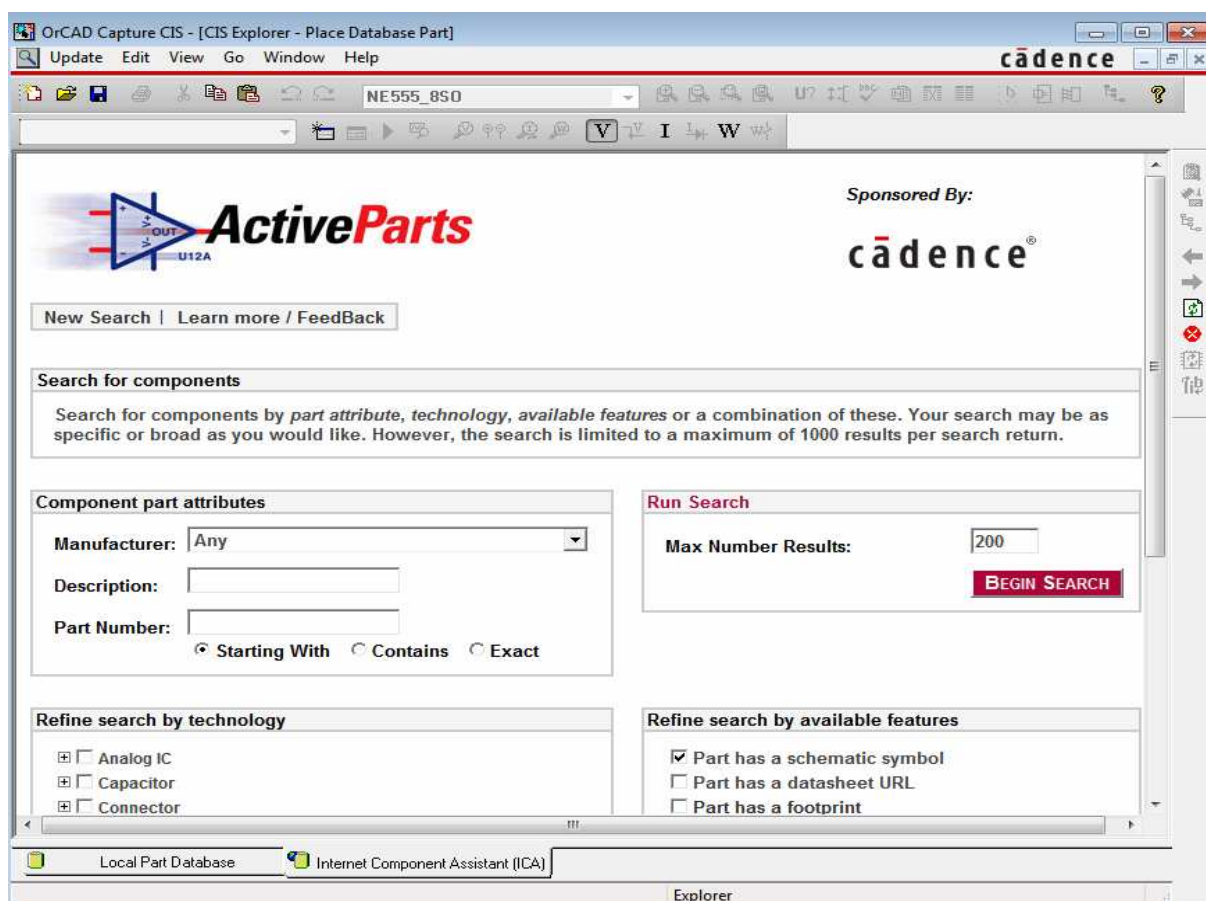 OrCAD Capture CIS - [CIS Explorer - Place Database Part]
Update Edit View Go Window Help
cādence
NE555_8SO
U?
V I W
OUT
U12A
ActiveParts
Sponsored By:
cādence®
New Search | Learn more / FeedBack
Search for components
Search for components by part attribute, technology, available features or a combination of these. Your search may be as
specific or broad as you would like. However, the search is limited to a maximum of 1000 results per search return.
Component part attributes
Manufacturer: Any
Description:
Part Number:
Starting With Contains Exact
Run Search
Max Number Results: 200
BEGIN SEARCH
Refine search by technology
Analog IC
Capacitor
Connector
Refine search by available features
Part has a schematic symbol
Part has a datasheet URL
Part has a footprint
Local Part Database
Internet Component Assistant (ICA)
Explorer